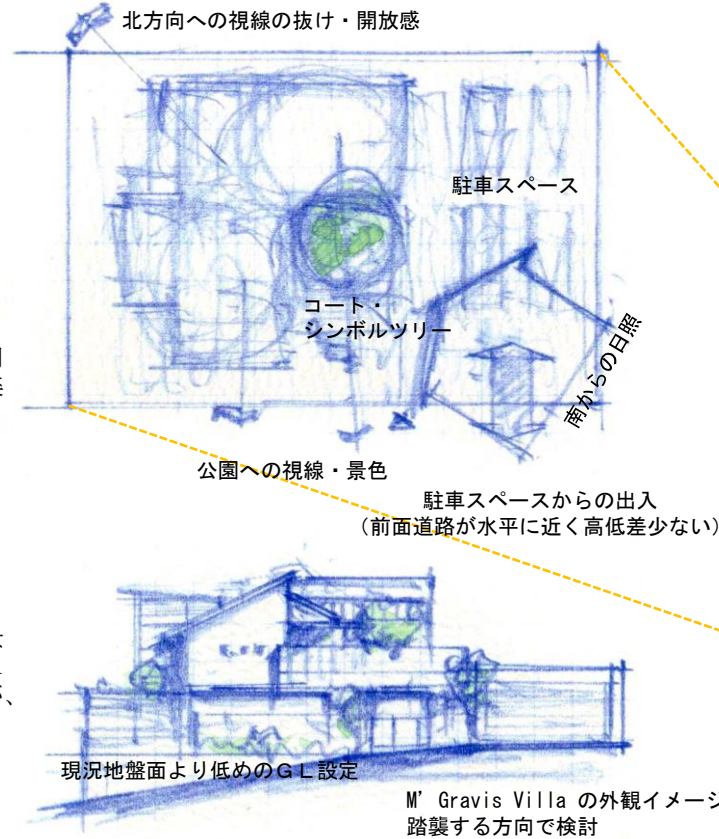 北方向への視線の抜け・開放感
駐車スペース
コート・
シンボルツリー
南からの日照
公園への視線・景色
駐車スペースからの出入
(前面道路が水平に近く高低差少ない)
現況地盤面より低めのGL設定
M' Gravis Villa の外観イメージ
踏襲する方向で検討